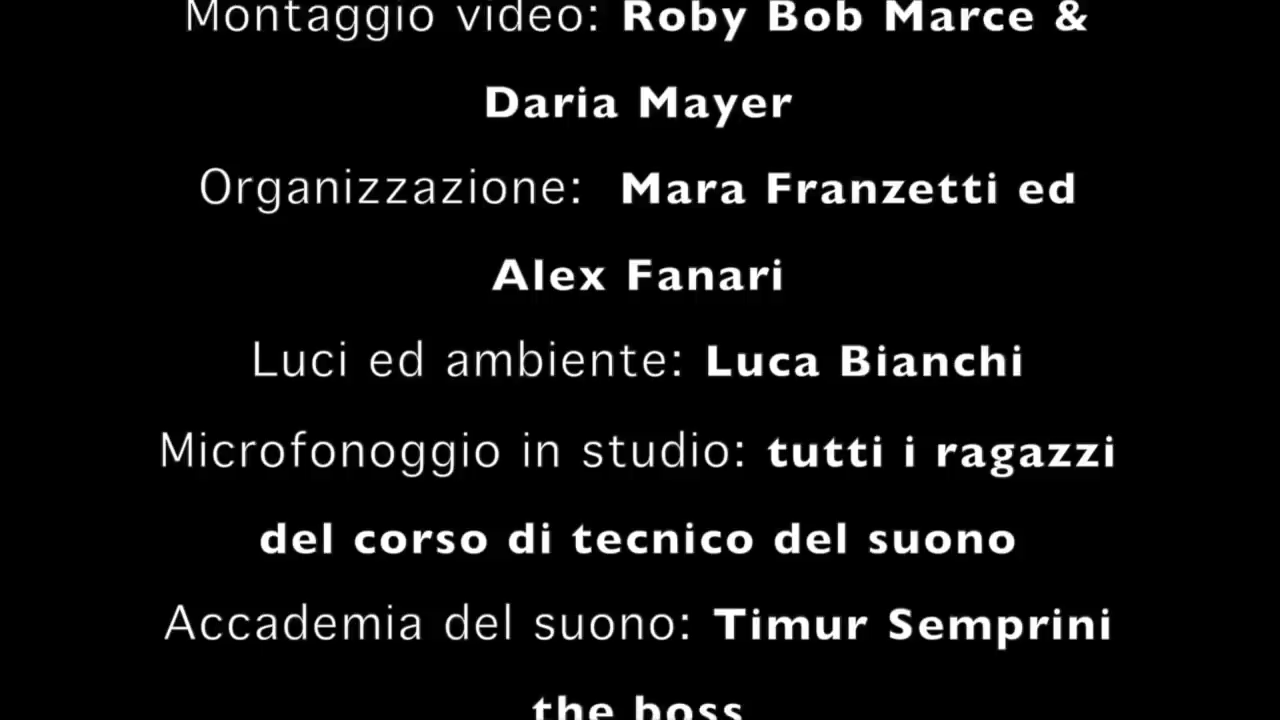 Montaggio video: Roby Bob Marce &
Daria Mayer
Organizzazione: Mara Franzetti ed
Alex Fanari
Luci ed ambiente: Luca Bianchi
Microfonoggio in studio: tutti i ragazzi
del corso di tecnico del suono
Accademia del suono: Timur Semprini
the boss